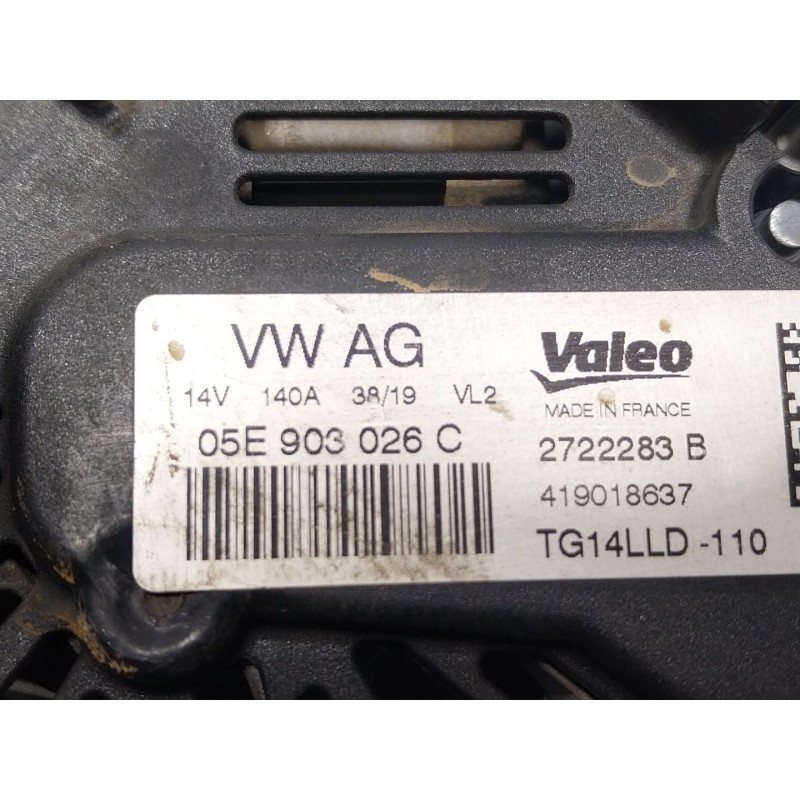 VW AG
14V 140A 38/19 VL2
05E 903 026 C
Valeo
MADE IN FRANCE
2722283 B
419018637
TG14LLD -110